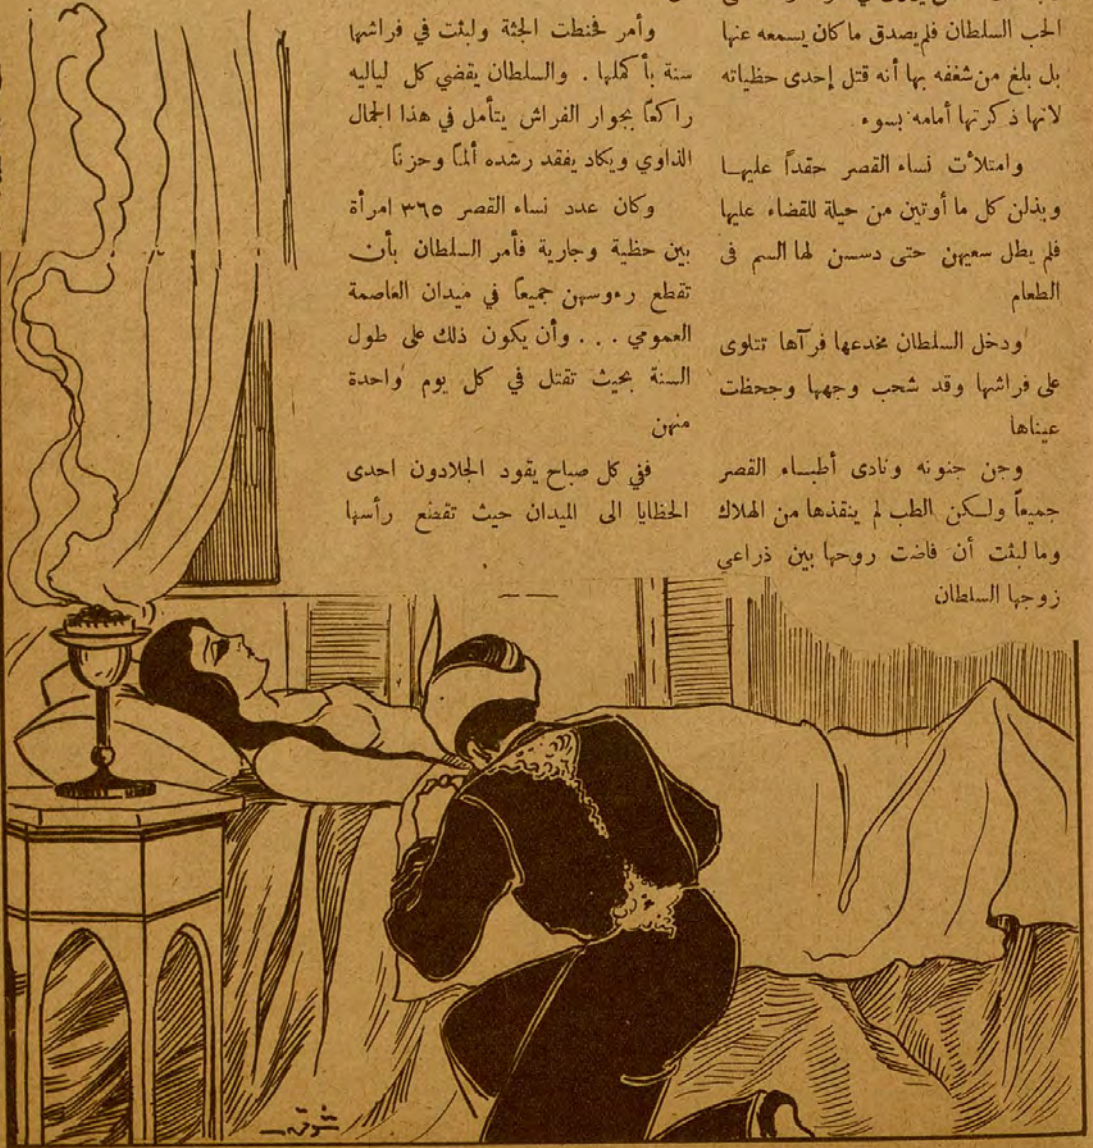 الحب السلطان فلم يصدق ما كان يسمعه عنها
بل بلغ من شغفه بها أنه قتل إحدى حظياته
لانها ذكرتها أمامه بسوء
وامتلأت نساء القصر حقداً عليهـا
وبذلن كل ما أوتين من حيلة للقضاء عليها
فلم يطل سعيهن حتى دسسن لها السم فى
الطعام
ودخل السلطان مخدعها فرآها تتلوى
على فراشها وقد شحب وجهها وجحظت
عيناها
وجن جنونه ونادى أطبـاء القصر
جميعاً ولـكن الطب لم ينقذها من الهلاك
وما لبثت أن فاضت روحها بين ذراعي
زوجها السلطان
وأمر فحنطت الجثة ولبثت في فراشها
سنة بأكملها . والسلطان يقضي كل لياليه
راكعاً بجوار الفراش يتأمل في هذا الجمال
الذاوي ويكاد يفقد رشده ألماً وحزناً
وكان عدد نساء القصر ٣٦٥ امرأة
بين حظية وجارية فأمر السلطان بأن
تقطع رءوسهن جميعاً في ميدان العاصمة
العمومي . . . وأن يكون ذلك على طول
السنة بحيث تقتل في كل يوم واحدة
منهن
ففي كل صباح يقود الجلادون احدى
الحظايا الى الميدان حيث تقطع رأسها